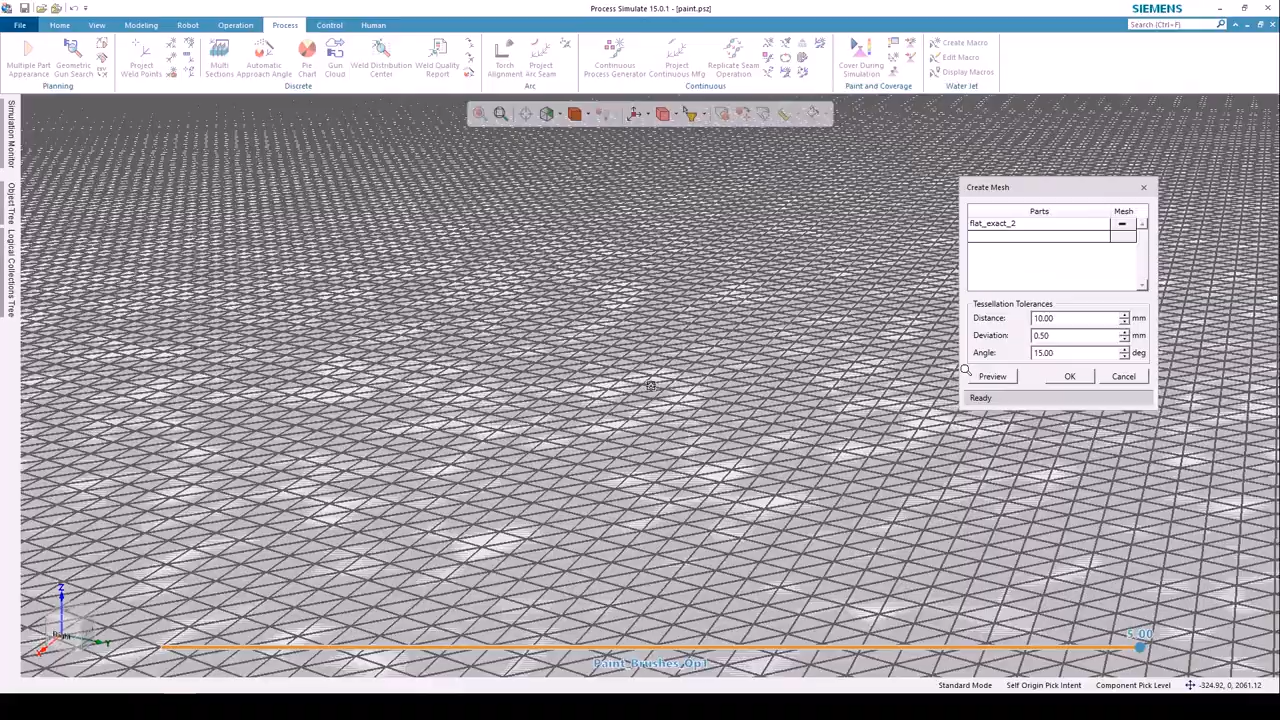 Process Simulate 15.0.1 - [paint.psz]
SIEMENS
File Home View Modeling Robot Operation Process Control Human
Search (Ctrl+F)
Multiple Part Appearance
Geometric Gun Search
Planning
Project Weld Points
Multi Sections
Automatic Approach Angle
Pie Chart
Gun Cloud
Weld Distribution Center
Weld Quality Report
Discrete
Torch Alignment
Project Arc Seam
Arc
Continuous Process Generator
Project Continuous Mfg
Replicate Seam Operation
Continuous
Cover During Simulation
Paint and Coverage
Create Macro
Edit Macro
Display Macros
Water Jet
Simulation Monitor
Object Tree
Logical Collections Tree
Create Mesh
Parts Mesh
flat_exact_2
Tessellation Tolerances
Distance: 10.00 mm
Deviation: 0.50 mm
Angle: 15.00 deg
Preview OK Cancel
Ready
Z
Right
Y
5.00
Paint_Brushes_Op1
Standard Mode Self Origin Pick Intent Component Pick Level -324.92, 0, 2061.12